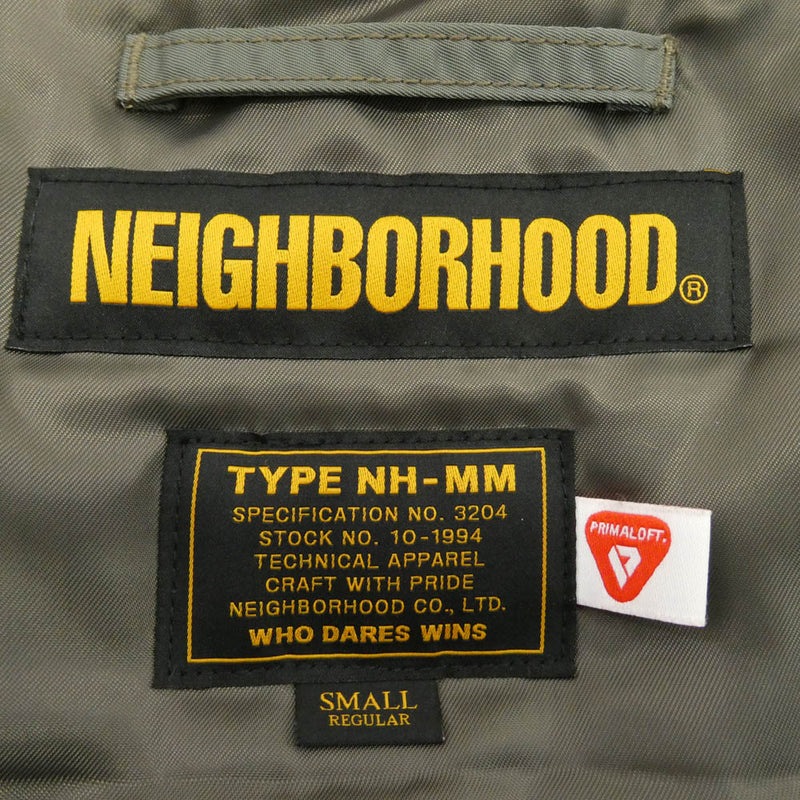 NEIGHBORHOOD®
TYPE NH-MM
SPECIFICATION NO. 3204
STOCK NO. 10-1994
TECHNICAL APPAREL
CRAFT WITH PRIDE
NEIGHBORHOOD CO., LTD.
WHO DARES WINS
PRIMALOFT.
SMALL
REGULAR